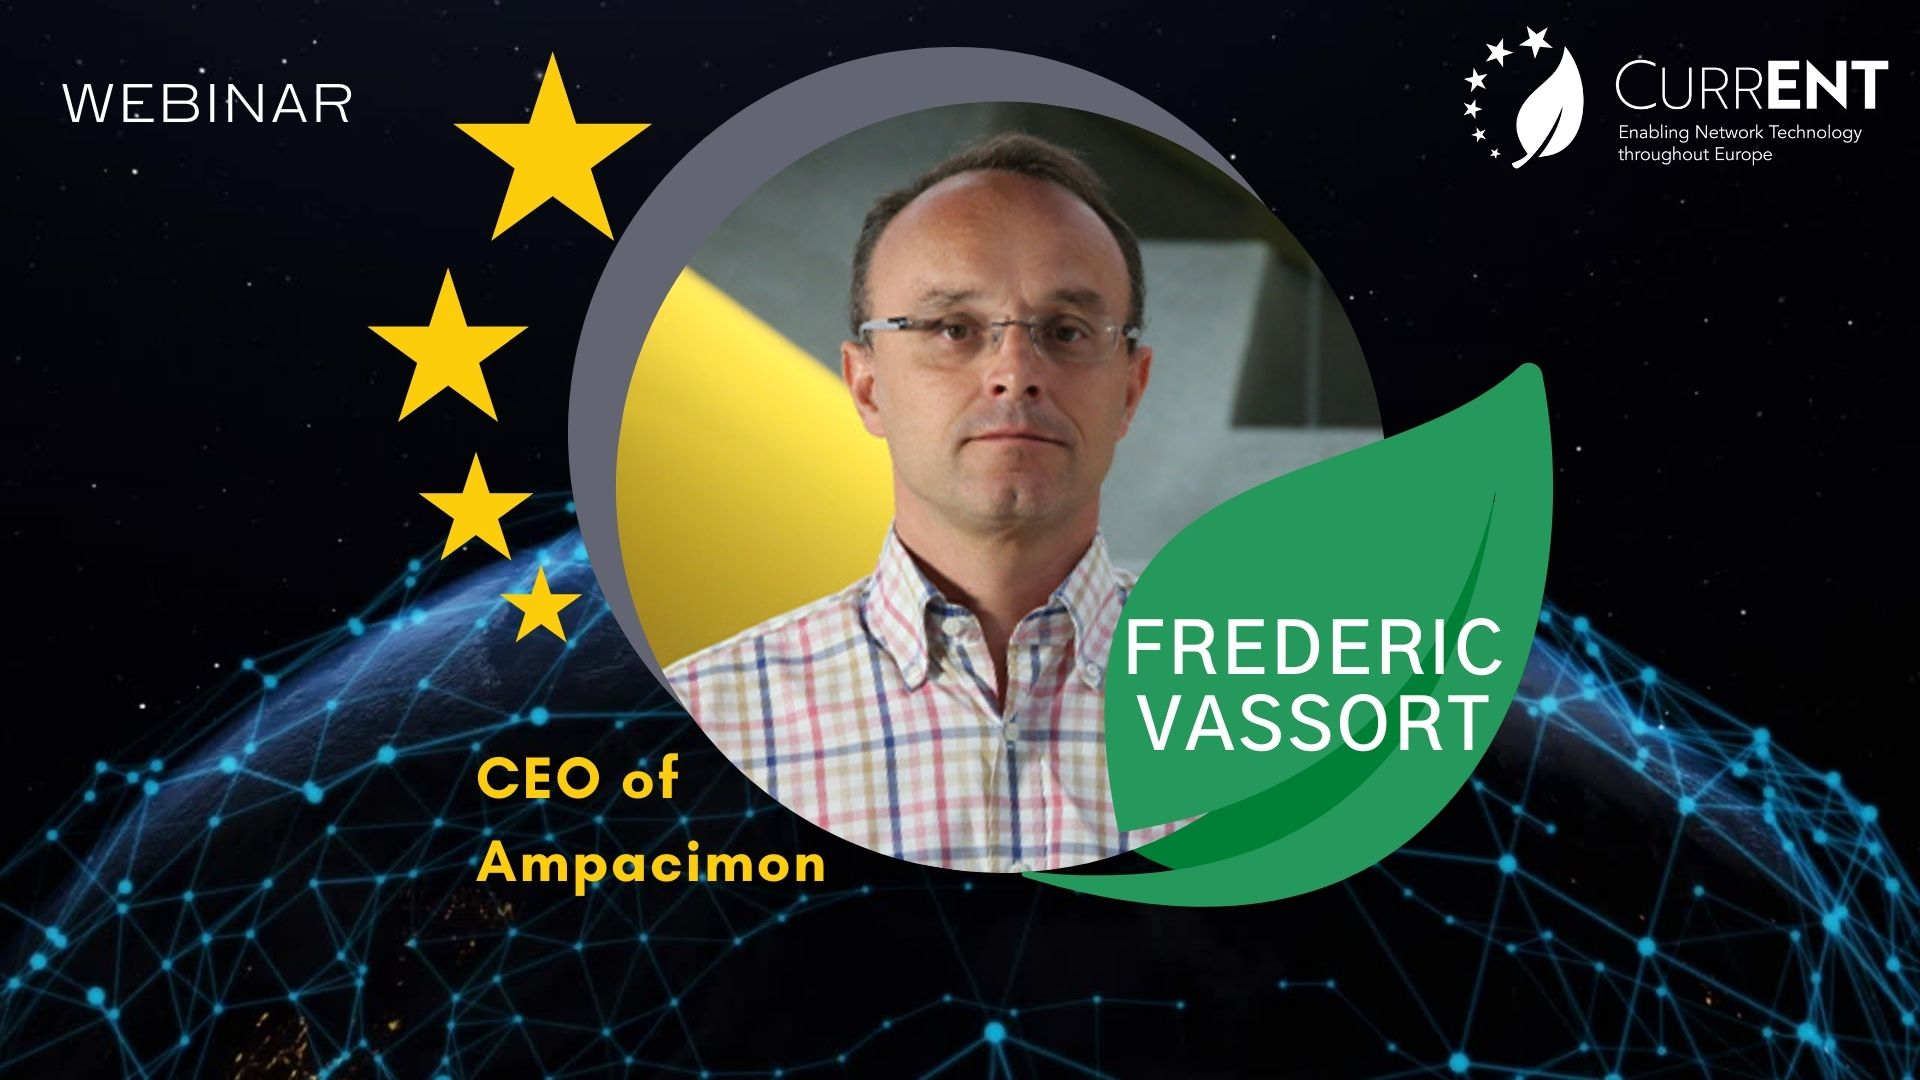 WEBINAR
CURRENT
Enabling Network Technology
throughout Europe
FREDERIC
VASSORT
CEO of
Ampacimon